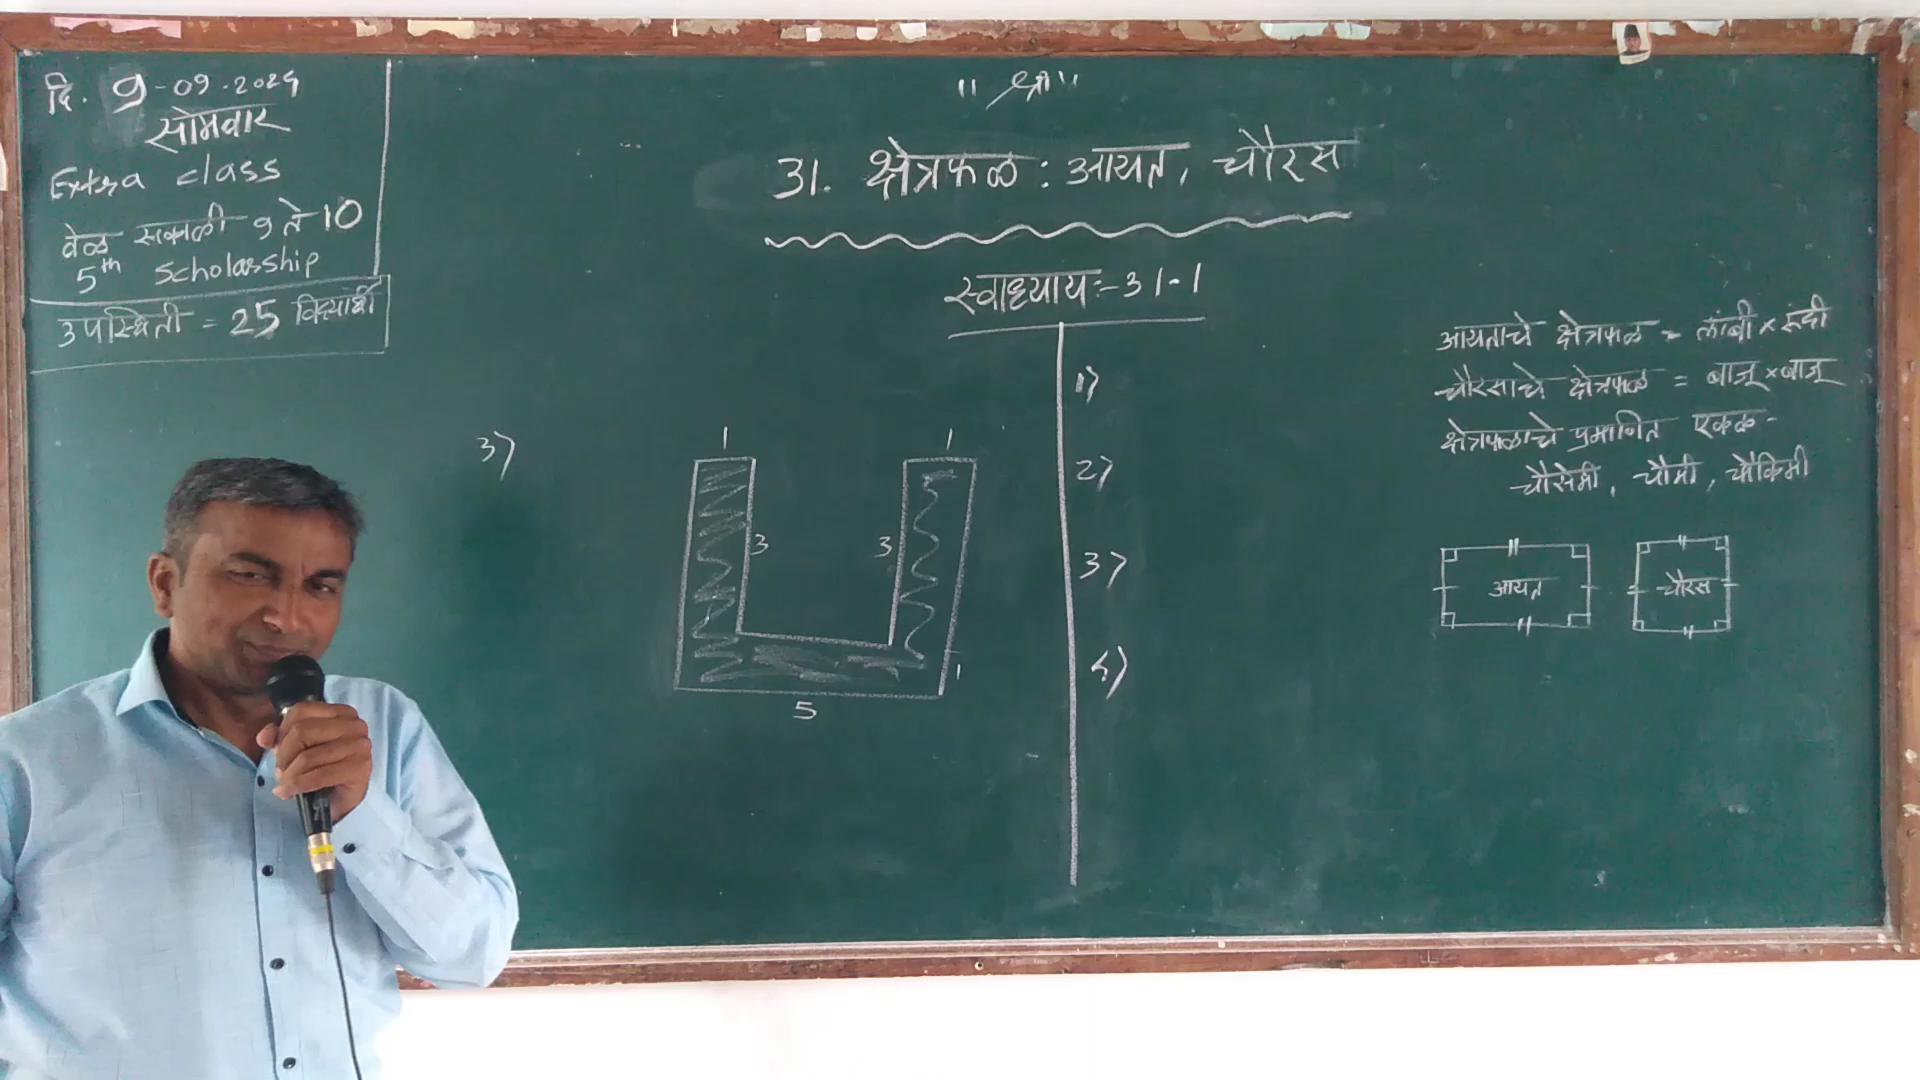 दि. 9-09-2024
सोमवार
Extra class
वेळ सकाळी 9 ते 10
5th Scholarship
उपस्थिती = 25 विद्यार्थी
"श्री"
31. क्षेत्रफळ : आयत, चौरस
स्वाध्याय :- 31.1
3)
1
1
3
3
1
5
1)
2)
3)
4)
आयताचे क्षेत्रफळ = लांबी × रुंदी
चौरसाचे क्षेत्रफळ = बाजू × बाजू
क्षेत्रफळाचे प्रमाणित एकक -
चौसेमी, चौमी, चौकिमी
आयत
चौरस